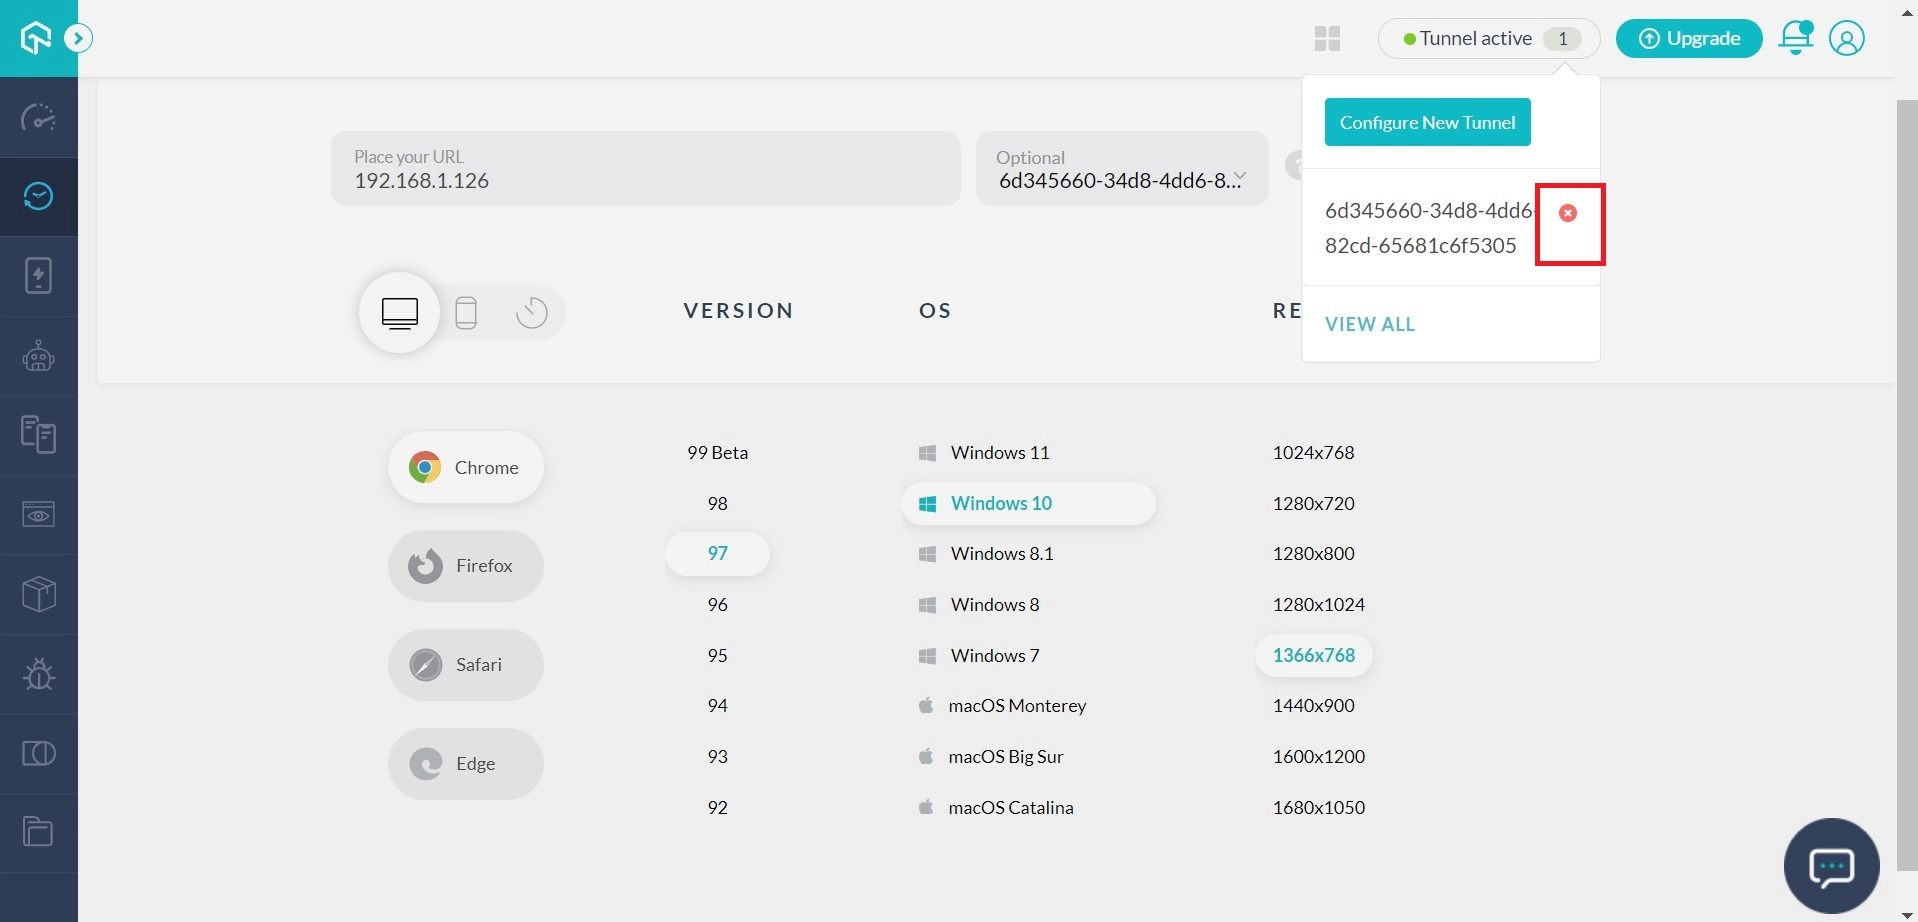 Tunnel active 1
Upgrade
Configure New Tunnel
Place your URL
192.168.1.126
Optional
6d345660-34d8-4dd6-8...
6d345660-34d8-4dd6-
82cd-65681c6f5305
VIEW ALL
VERSION OS RE
Chrome
Firefox
Safari
Edge
99 Beta
98
97
96
95
94
93
92
Windows 11
Windows 10
Windows 8.1
Windows 8
Windows 7
macOS Monterey
macOS Big Sur
macOS Catalina
1024x768
1280x720
1280x800
1280x1024
1366x768
1440x900
1600x1200
1680x1050